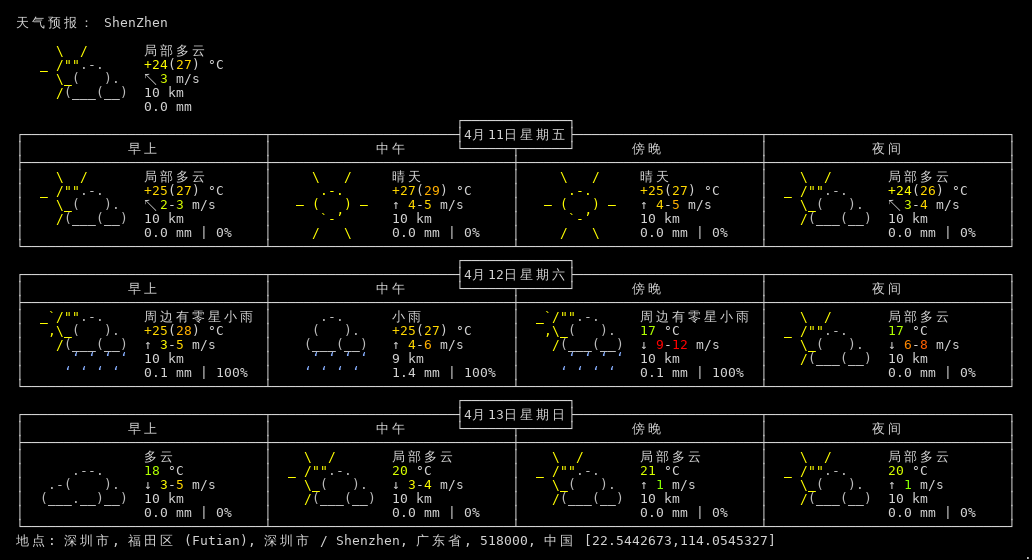 天气预报： ShenZhen
局部多云
+24(27) °C
↖ 3 m/s
10 km
0.0 mm
4月11日星期五
早上 中午 傍晚 夜间
局部多云 晴天 晴天 局部多云
+25(27) °C +27(29) °C +25(27) °C +24(26) °C
↖ 2-3 m/s ↑ 4-5 m/s ↑ 4-5 m/s ↖ 3-4 m/s
10 km 10 km 10 km 10 km
0.0 mm | 0% 0.0 mm | 0% 0.0 mm | 0% 0.0 mm | 0%
4月12日星期六
早上 中午 傍晚 夜间
周边有零星小雨 小雨 周边有零星小雨 局部多云
+25(28) °C +25(27) °C 17 °C 17 °C
↑ 3-5 m/s ↑ 4-6 m/s ↓ 9-12 m/s ↓ 6-8 m/s
10 km 9 km 10 km 10 km
0.1 mm | 100% 1.4 mm | 100% 0.1 mm | 100% 0.0 mm | 0%
4月13日星期日
早上 中午 傍晚 夜间
多云 局部多云 局部多云 局部多云
18 °C 20 °C 21 °C 20 °C
↓ 3-5 m/s ↓ 3-4 m/s ↑ 1 m/s ↑ 1 m/s
10 km 10 km 10 km 10 km
0.0 mm | 0% 0.0 mm | 0% 0.0 mm | 0% 0.0 mm | 0%
地点: 深圳市, 福田区 (Futian), 深圳市 / Shenzhen, 广东省, 518000, 中国 [22.5442673,114.0545327]